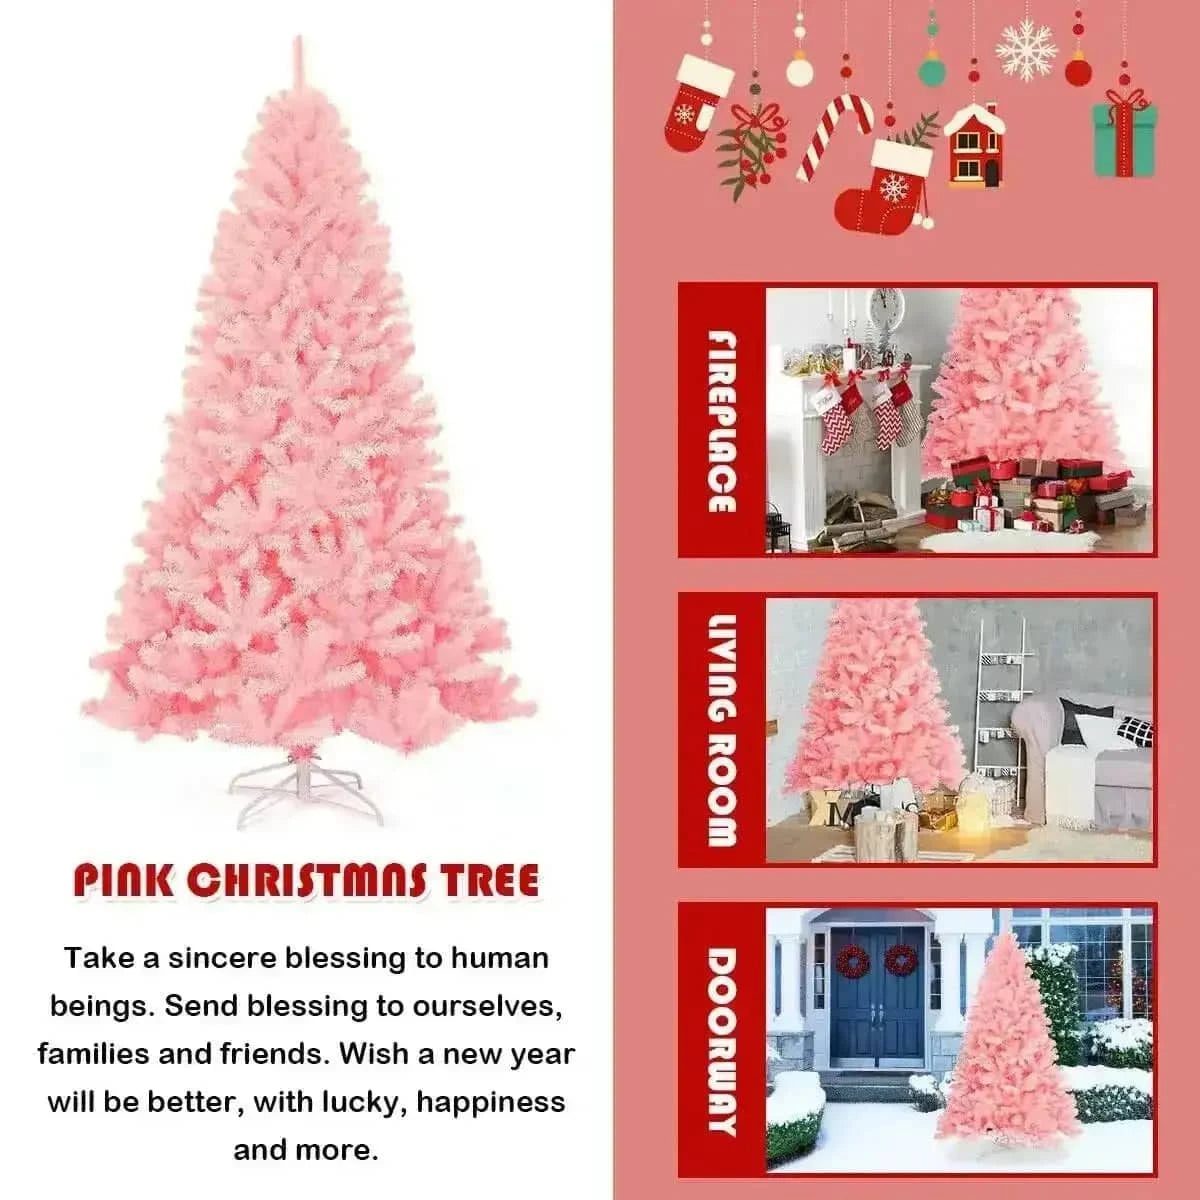 PINK CHRISTMAS TREE
Take a sincere blessing to human
beings. Send blessing to ourselves,
families and friends. Wish a new year
will be better, with lucky, happiness
and more.
FIREPLACE
LIVING ROOM
DOORWAY